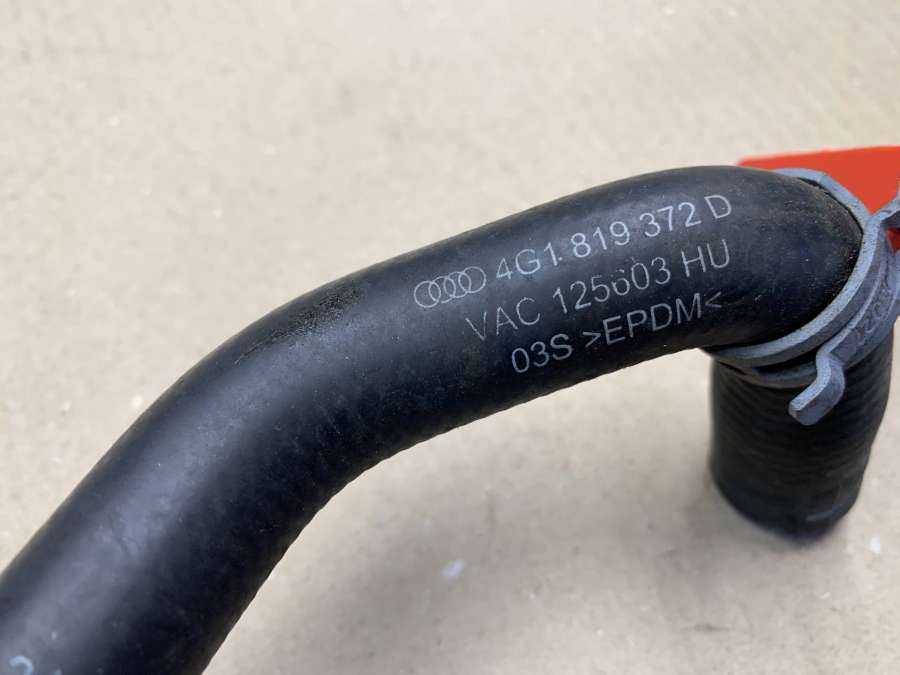 4G1 819 372 D
VAC 125603 HU
03S >EPDM<